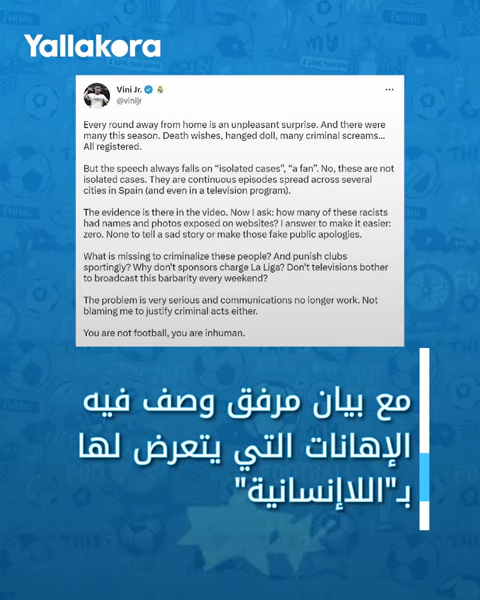 Yallakora
Vini Jr.
@vinijr
Every round away from home is an unpleasant surprise. And there were
many this season. Death wishes, hanged doll, many criminal screams...
All registered.
But the speech always falls on “isolated cases”, “a fan”. No, these are not
isolated cases. They are continuous episodes spread across several
cities in Spain (and even in a television program).
The evidence is there in the video. Now I ask: how many of these racists
had names and photos exposed on websites? I answer to make it easier:
zero. None to tell a sad story or make those fake public apologies.
What is missing to criminalize these people? And punish clubs
sportingly? Why don't sponsors charge La Liga? Don't televisions bother
to broadcast this barbarity every weekend?
The problem is very serious and communications no longer work. Not
blaming me to justify criminal acts either.
You are not football, you are inhuman.
مع بيان مرفق وصف فيه
الإهانات التي يتعرض لها
بـ"اللاإنسانية"